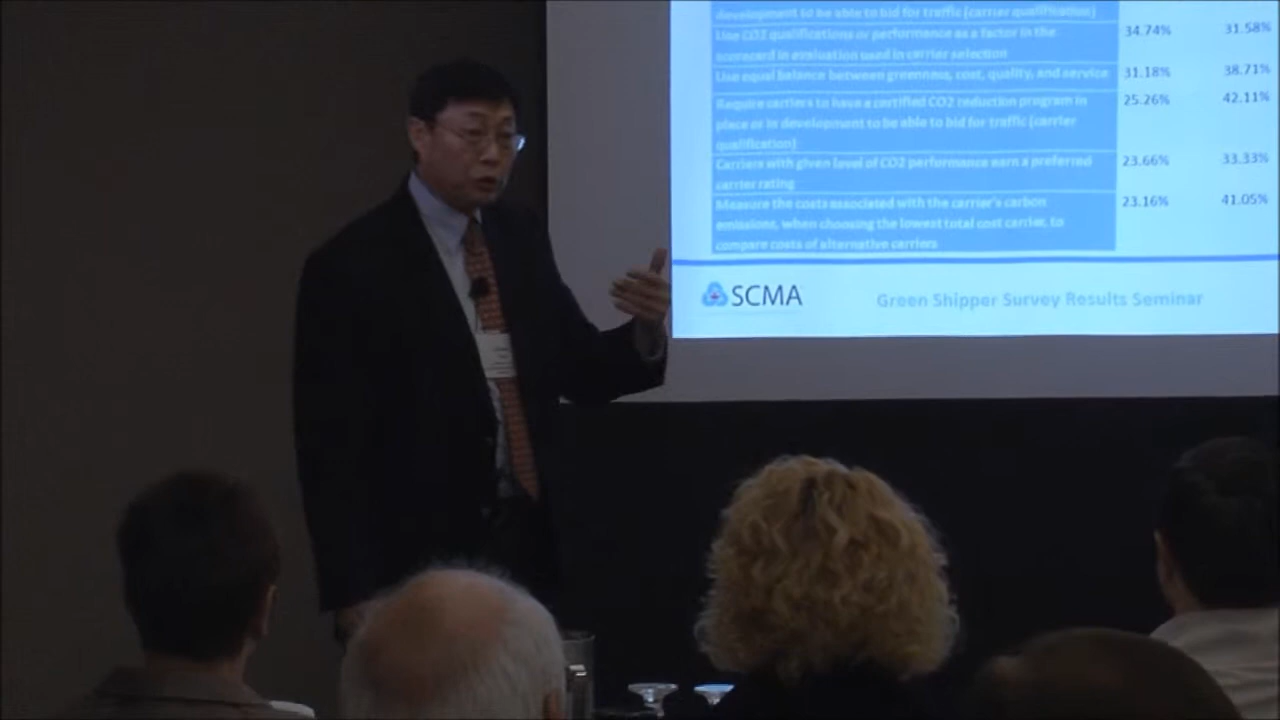 development to be able to bid for traffic (carrier qualification)
Use CO2 qualifications or performance as a factor in the
scorecard in evaluation used in carrier selection
34.74% 31.58%
Use equal balance between greenness, cost, quality, and service
31.18% 38.71%
Require carriers to have a certified CO2 reduction program in
place or in development to be able to bid for traffic (carrier
qualification)
25.26% 42.11%
Carriers with given level of CO2 performance earn a preferred
carrier rating
23.66% 33.33%
Measure the costs associated with the carrier's carbon
emissions, when choosing the lowest total cost carrier, to
compare costs of alternative carriers
23.16% 41.05%
SCMA
Green Shipper Survey Results Seminar